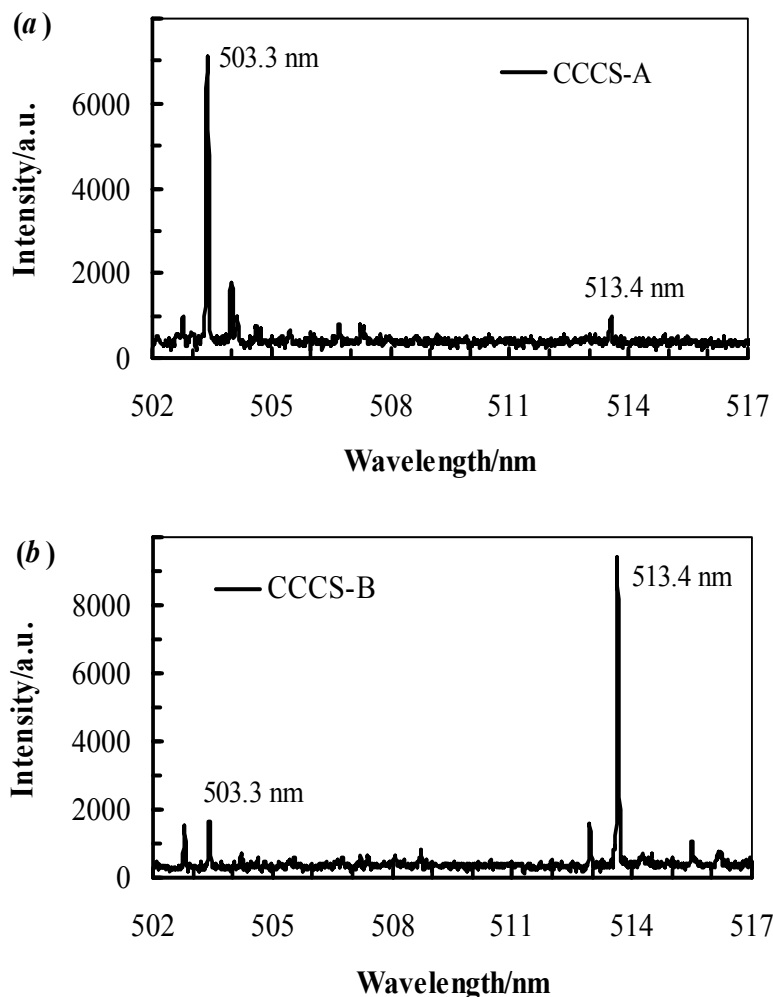 (a)
503.3 nm
CCCS-A
6000
4000
2000
0
513.4 nm
Intensity/a.u.
502 505 508 511 514 517
Wavelength/nm
(b)
CCCS-B
513.4 nm
8000
6000
4000
2000
0
503.3 nm
Intensity/a.u.
502 505 508 511 514 517
Wavelength/nm